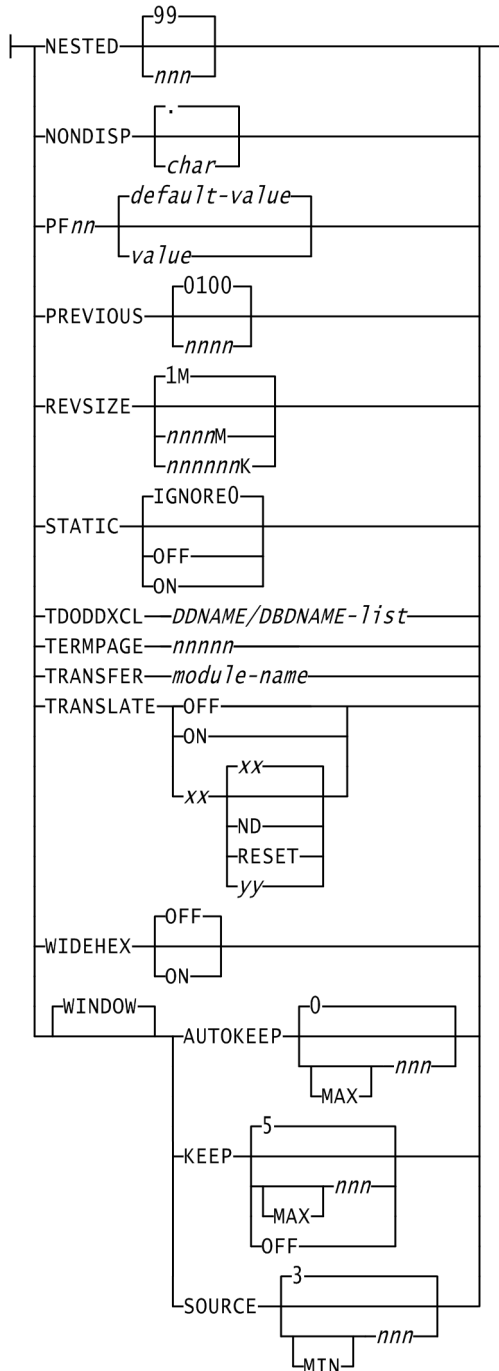 99
NESTED
nnn
.
NONDISP
char
default-value
PFnn
value
0100
PREVIOUS
nnnn
1M
REVSIZE
nnnnM
nnnnnnK
IGNORE0
STATIC
OFF
ON
TDODDXCL DDNAME/DBDNAME-list
TERMPAGE nnnnn
TRANSFER module-name
TRANSLATE OFF
ON
xx
xx
ND
RESET
yy
OFF
WIDEHEX
ON
WINDOW 0
AUTOKEEP
nnn
MAX
5
KEEP
nnn
MAX
OFF
3
SOURCE
nnn
MIN